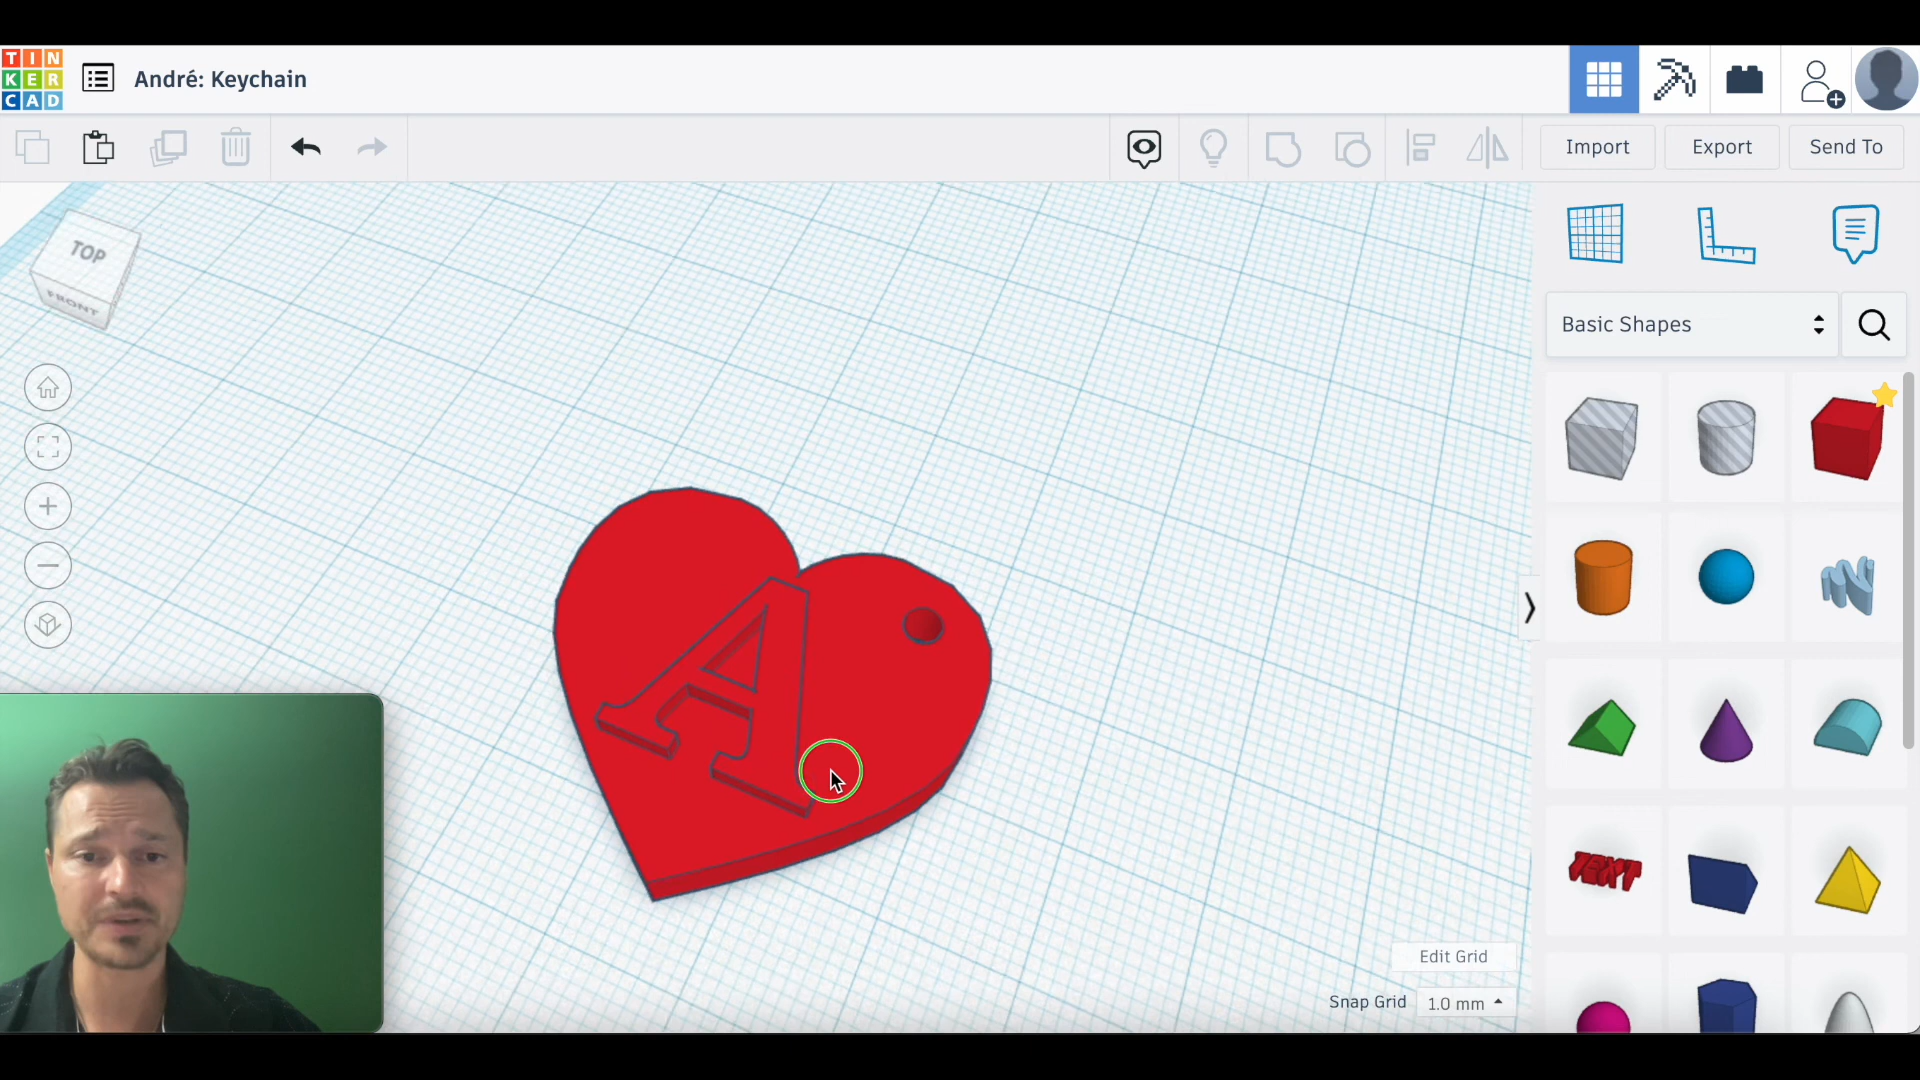 TIN
KER
CAD
André: Keychain
Import
Export
Send To
TOP
FRONT
Basic Shapes
A
TEXT
Edit Grid
Snap Grid
1.0 mm